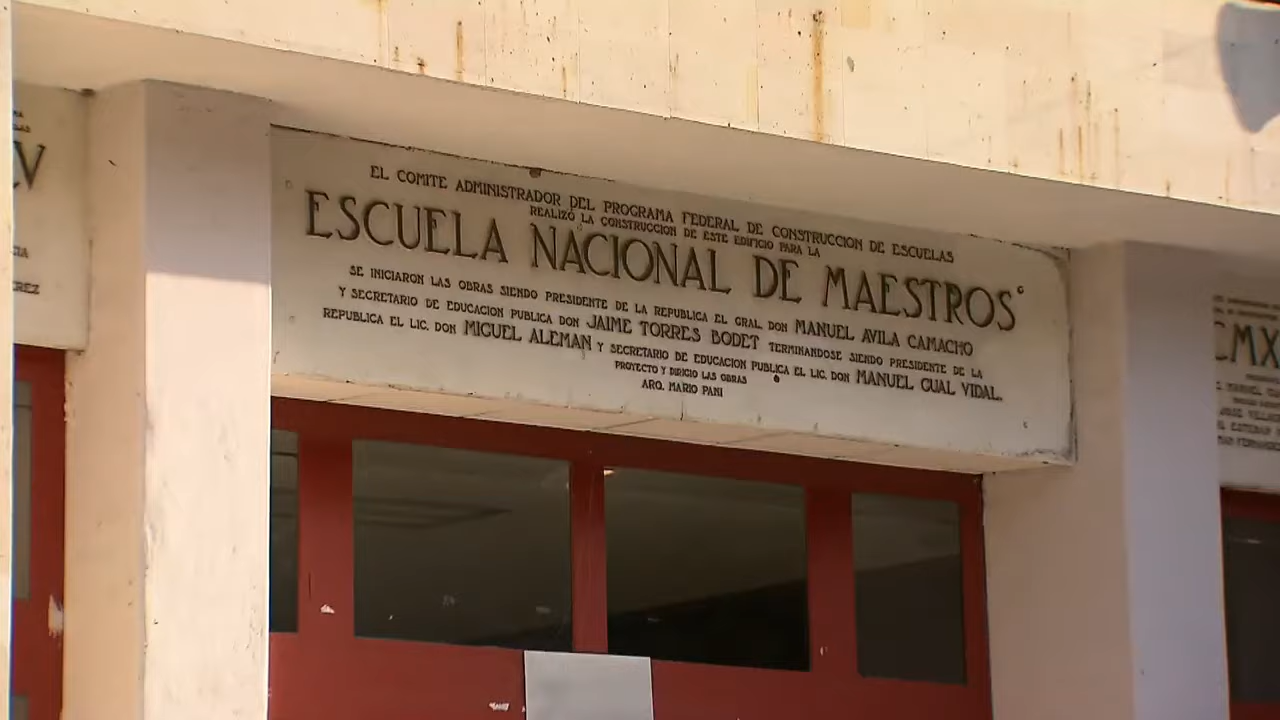 EL COMITE ADMINISTRADOR DEL PROGRAMA FEDERAL DE CONSTRUCCION DE ESCUELAS
REALIZÓ LA CONSTRUCCION DE ESTE EDIFICIO PARA LA
ESCUELA NACIONAL DE MAESTROS
SE INICIARON LAS OBRAS SIENDO PRESIDENTE DE LA REPUBLICA EL GRAL. DON MANUEL AVILA CAMACHO
Y SECRETARIO DE EDUCACION PUBLICA DON JAIME TORRES BODET TERMINANDOSE SIENDO PRESIDENTE DE LA
REPUBLICA EL LIC. DON MIGUEL ALEMAN Y SECRETARIO DE EDUCACION PUBLICA EL LIC. DON MANUEL GUAL VIDAL.
PROYECTO Y DIRIGIO LAS OBRAS
ARQ. MARIO PANI
CMX